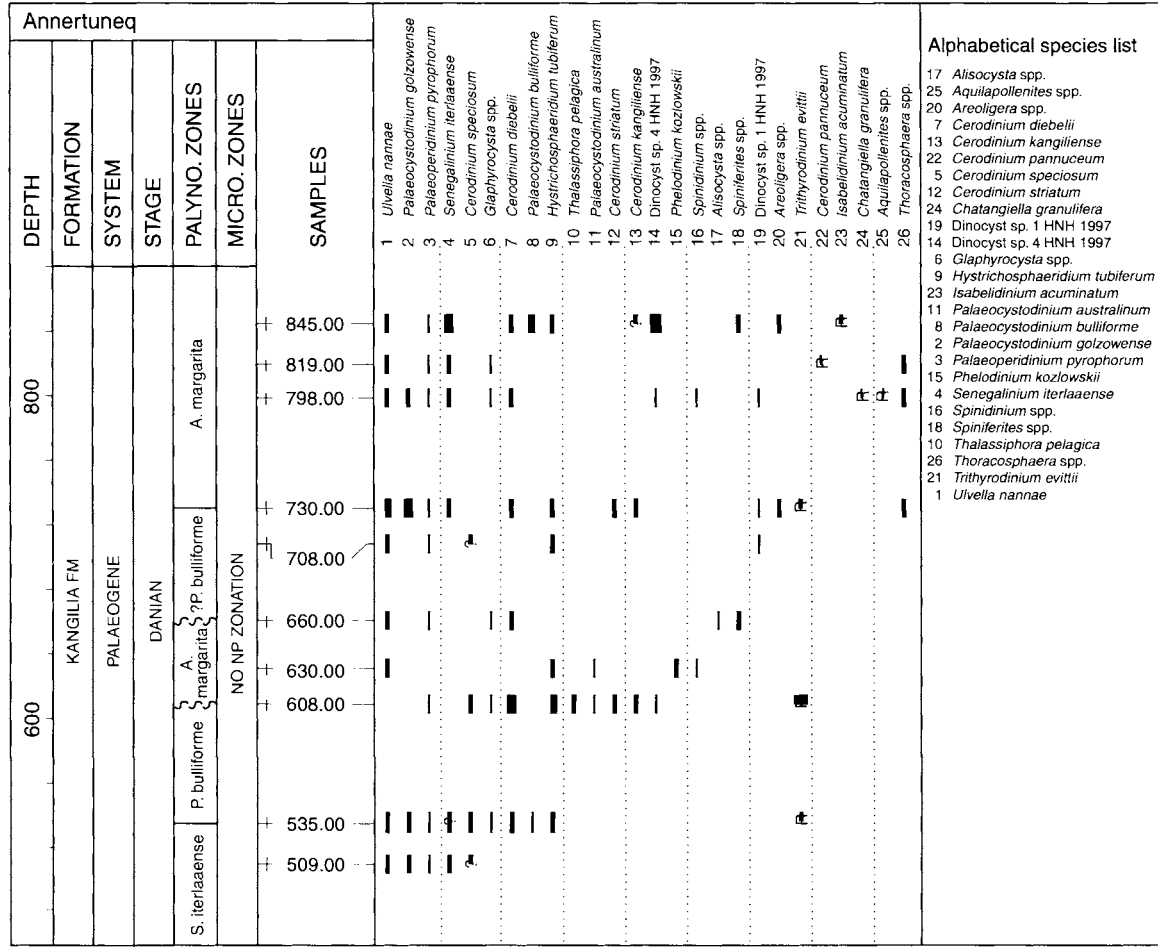 Annertuneq
DEPTH
FORMATION
SYSTEM
STAGE
PALYNO. ZONES
MICRO. ZONES
SAMPLES
Ulvella nannae
Palaeocystodinium golzowense
Palaeoperidinium pyrophorum
Senegalinium iterlaaense
Cerodinium speciosum
Glaphyrocysta spp.
Cerodinium diebelii
Palaeocystodinium bulliforme
Hystrichosphaeridium tubiferum
Thalassiphora pelagica
Palaeocystodinium australinum
Cerodinium striatum
Cerodinium kangiliense
Dinocyst sp. 4 HNH 1997
Phelodinium kozlowskii
Spinidinium spp.
Alisocysta spp.
Spiniferites spp.
Dinocyst sp. 1 HNH 1997
Areoligera spp.
Trithyrodinium evittii
Cerodinium pannuceum
Isabelidinium acuminatum
Chatangiella granulifera
Aquilapollenites spp.
Thoracosphaera spp.
1 2 3 4 5 6 7 8 9 10 11 12 13 14 15 16 17 18 19 20 21 22 23 24 25 26
800
600
KANGILIA FM
PALAEOGENE
DANIAN
A. margarita
?P. bulliforme
A.
margarita
P. bulliforme
S. iterlaaense
NO NP ZONATION
845.00
819.00
798.00
730.00
708.00
660.00
630.00
608.00
535.00
509.00
Alphabetical species list
17 Alisocysta spp.
25 Aquilapollenites spp.
20 Areoligera spp.
7 Cerodinium diebelii
13 Cerodinium kangiliense
22 Cerodinium pannuceum
5 Cerodinium speciosum
12 Cerodinium striatum
24 Chatangiella granulifera
19 Dinocyst sp. 1 HNH 1997
14 Dinocyst sp. 4 HNH 1997
6 Glaphyrocysta spp.
9 Hystrichosphaeridium tubiferum
23 Isabelidinium acuminatum
11 Palaeocystodinium australinum
8 Palaeocystodinium bulliforme
2 Palaeocystodinium golzowense
3 Palaeoperidinium pyrophorum
15 Phelodinium kozlowskii
4 Senegalinium iterlaaense
16 Spinidinium spp.
18 Spiniferites spp.
10 Thalassiphora pelagica
26 Thoracosphaera spp.
21 Trithyrodinium evittii
1 Ulvella nannae